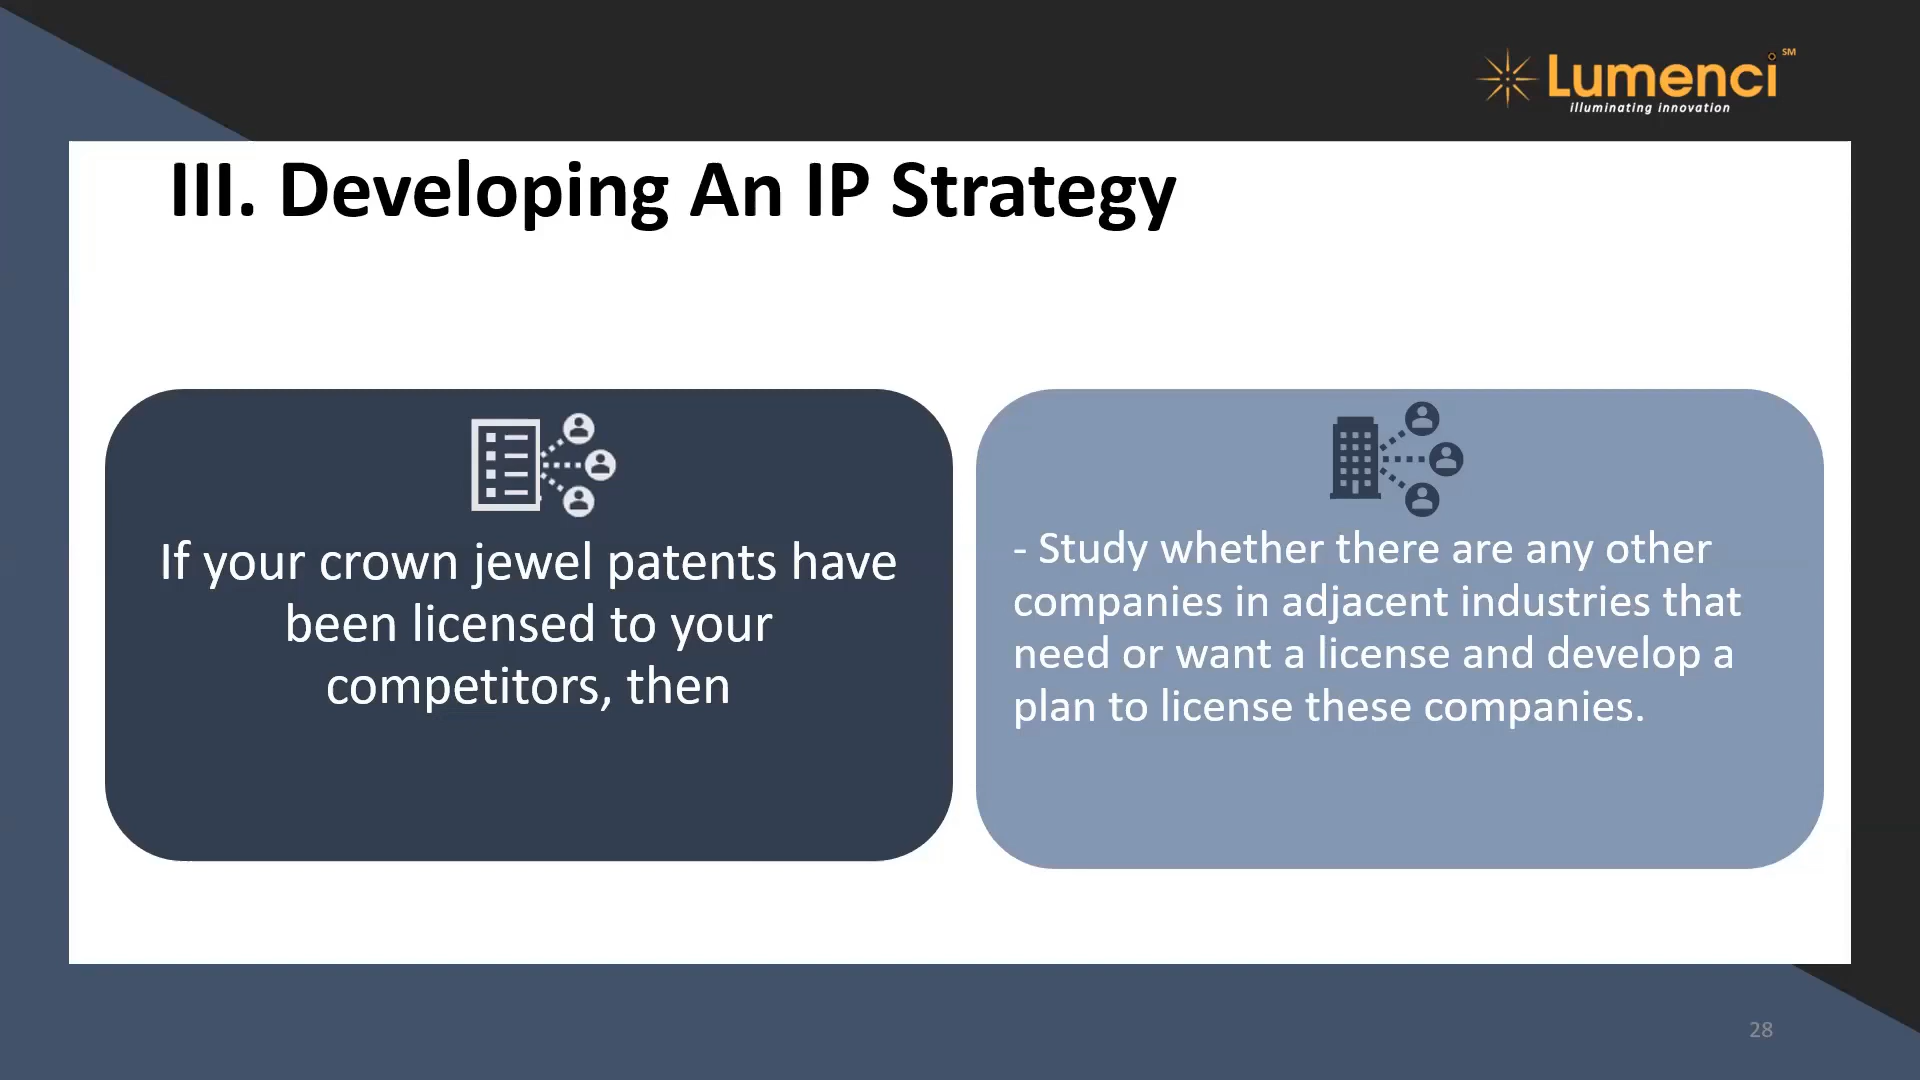 Lumenci SM
illuminating innovation
III. Developing An IP Strategy
If your crown jewel patents have
been licensed to your
competitors, then
- Study whether there are any other
companies in adjacent industries that
need or want a license and develop a
plan to license these companies.
28